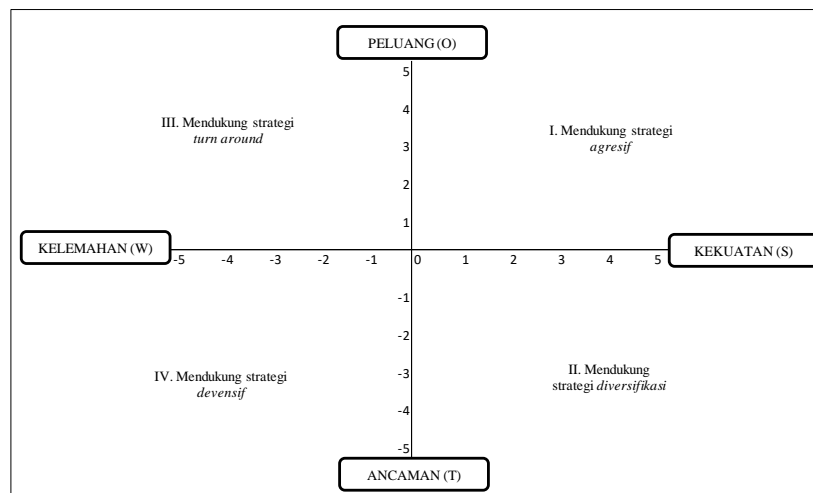 PELUANG (O)
5
4
3
2
1
III. Mendukung strategi
turn around
I. Mendukung strategi
agresif
KELEMAHAN (W)
-5 -4 -3 -2 -1 0 1 2 3 4 5
KEKUATAN (S)
-1
-2
-3
-4
-5
IV. Mendukung strategi
devensif
II. Mendukung
strategi diversifikasi
ANCAMAN (T)